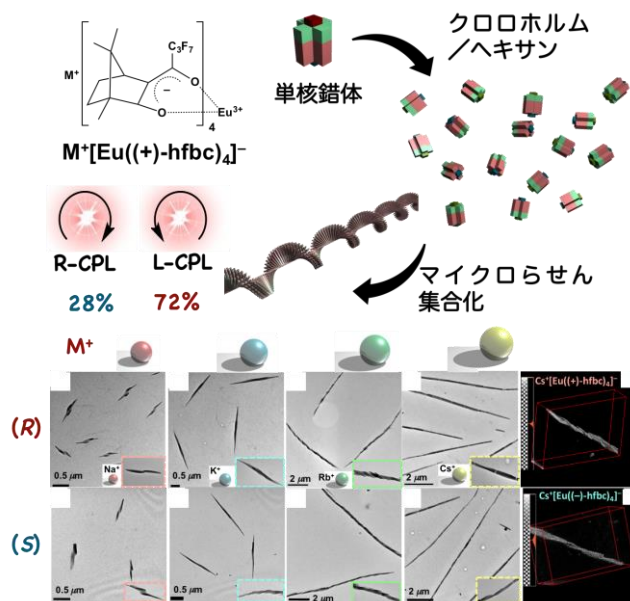 クロロホルム
/ヘキサン
C₃F₇
M⁺
O
O
Eu³⁺
4
単核錯体
M⁺[Eu((+)-hfbc)₄]⁻
R-CPL
L-CPL
28%
72%
マイクロらせん
集合化
M⁺
(R)
Na⁺
0.5 μm
K⁺
0.5 μm
Rb⁺
2 μm
Cs⁺
2 μm
Cs⁺[Eu((+)-hfbc)₄]⁻
(S)
0.5 μm
0.5 μm
2 μm
2 μm
Cs⁺[Eu((-)-hfbc)₄]⁻